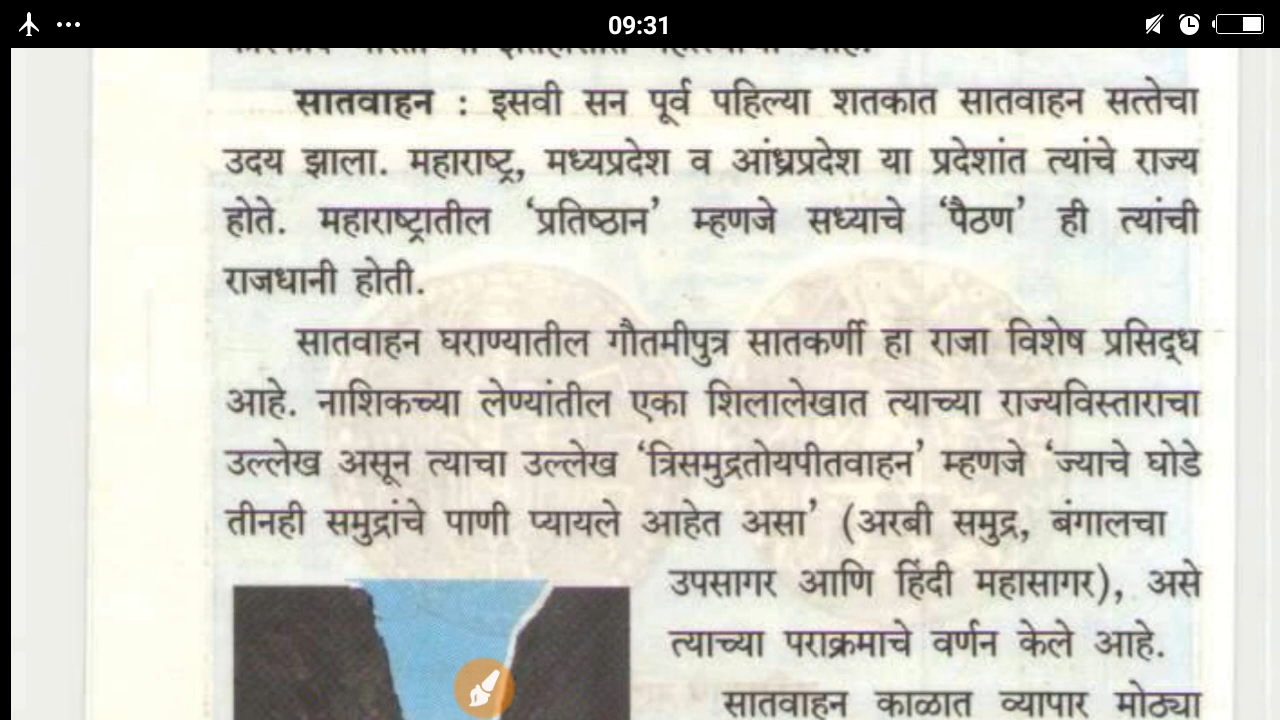 09:31
सातवाहन : इसवी सन पूर्व पहिल्या शतकात सातवाहन सत्तेचा
उदय झाला. महाराष्ट्र, मध्यप्रदेश व आंध्रप्रदेश या प्रदेशांत त्यांचे राज्य
होते. महाराष्ट्रातील ‘प्रतिष्ठान’ म्हणजे सध्याचे ‘पैठण’ ही त्यांची
राजधानी होती.
सातवाहन घराण्यातील गौतमीपुत्र सातकर्णी हा राजा विशेष प्रसिद्ध
आहे. नाशिकच्या लेण्यांतील एका शिलालेखात त्याच्या राज्यविस्ताराचा
उल्लेख असून त्याचा उल्लेख ‘त्रिसमुद्रतोयपीतवाहन’ म्हणजे ‘ज्याचे घोडे
तीनही समुद्रांचे पाणी प्यायले आहेत असा’ (अरबी समुद्र, बंगालचा
उपसागर आणि हिंदी महासागर), असे
त्याच्या पराक्रमाचे वर्णन केले आहे.
सातवाहन काळात व्यापार मोठ्या